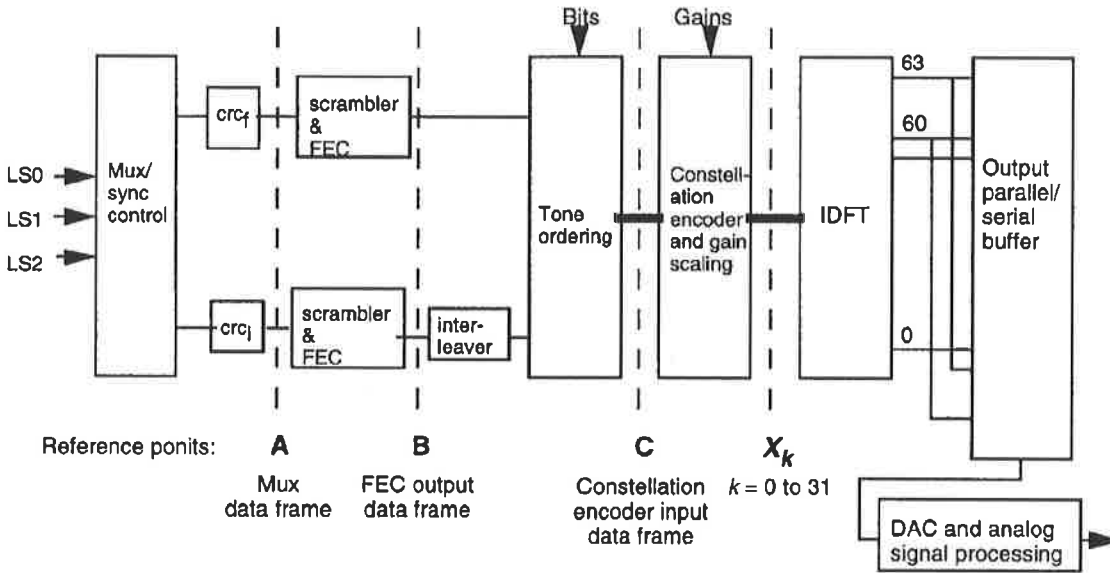 Bits
Gains
LS0
LS1
LS2
Mux/
sync
control
crcf
scrambler
&
FEC
crci
scrambler
&
FEC
inter-
leaver
Tone
ordering
Constell-
ation
encoder
and gain
scaling
IDFT
63
60
0
Output
parallel/
serial
buffer
Reference ponits:
A
B
C
Xk
Mux
data frame
FEC output
data frame
Constellation
encoder input
data frame
k = 0 to 31
DAC and analog
signal processing